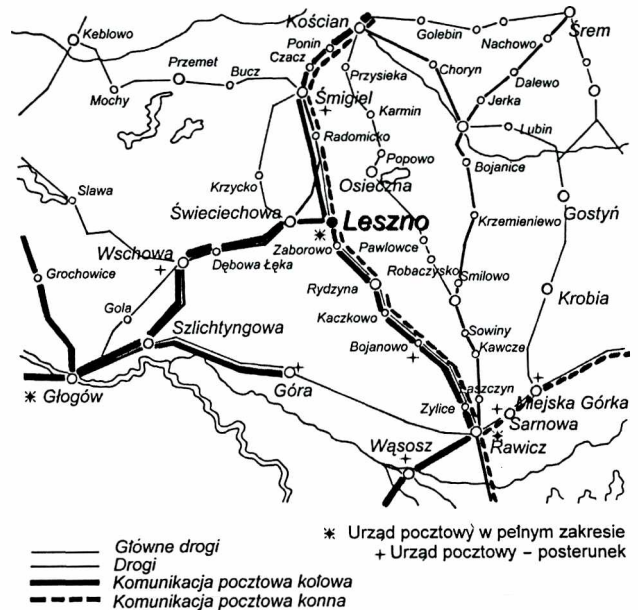 Keblowo
Kościan
Golebin
Nachowo
Śrem
Ponin
Czacz
Przemet
Bucz
Przysieka
Choryn
Dalewo
Mochy
Śmigiel
Karmin
Jerka
Radomicko
Lubin
Popowo
Bojanice
Krzycko
Osieczna
Slawa
Gostyń
Święciechowa
Leszno
Krzemieniewo
Wschowa
Zaborowo
Pawlowce
Dębowa Łęka
Robaczysko
Smilowo
Grochowice
Rydzyna
Krobia
Gola
Kaczkowo
Szlichtyngowa
Sowiny
Bojanowo
Kawcze
Góra
Łaszczyn
Głogów
Miejska Górka
Zylice
Sarnowa
Wąsosz
Rawicz
Główne drogi
Drogi
Komunikacja pocztowa kołowa
Komunikacja pocztowa konna
Urząd pocztowy w pełnym zakresie
Urząd pocztowy – posterunek